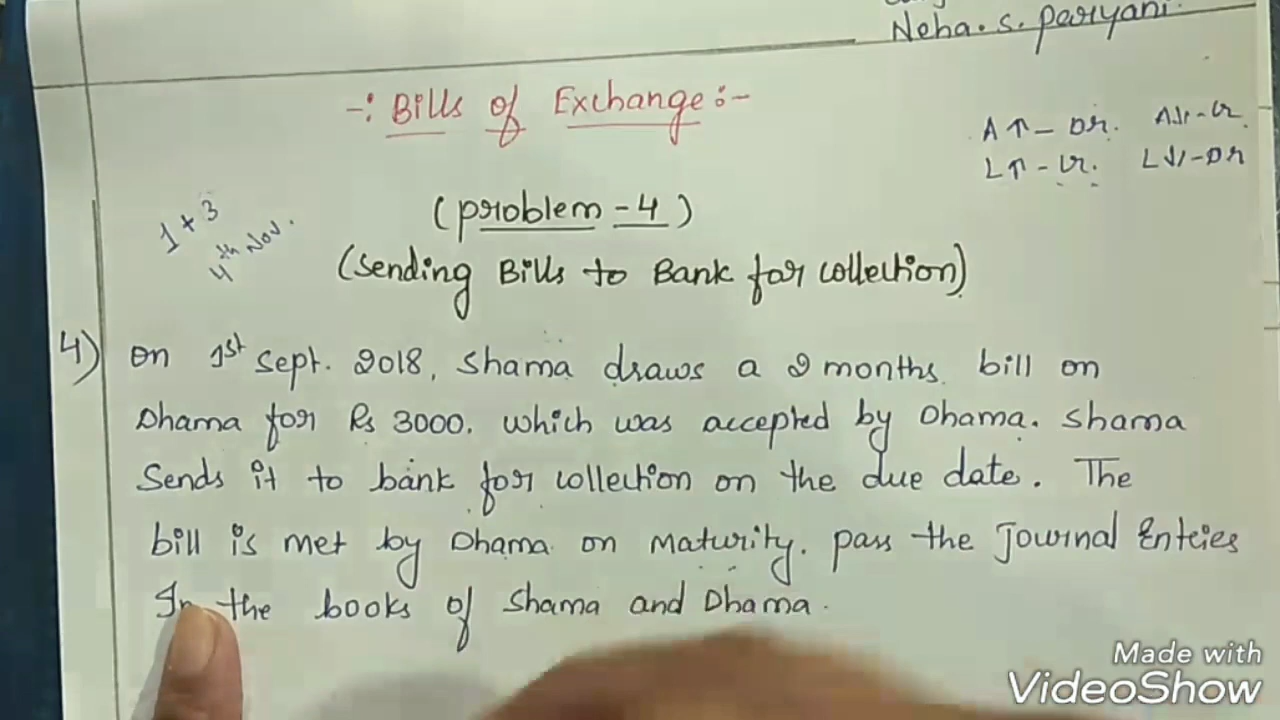 Neha. S. Paryani.
-: Bills of Exchange :-
A↑ - Dr. A↓ - Cr.
L↑ - Cr. L↓ - Dr
1 + 3
4th Nov.
(problem - 4)
(Sending Bills to Bank for collection)
4) On 1st Sept. 2018, Shama draws a 2 months bill on
Dhama for Rs 3000. which was accepted by Dhama. Shama
Sends it to bank for collection on the due date. The
bill is met by Dhama on Maturity. pass the Journal Entries
In the books of Shama and Dhama.
Made with
VideoShow